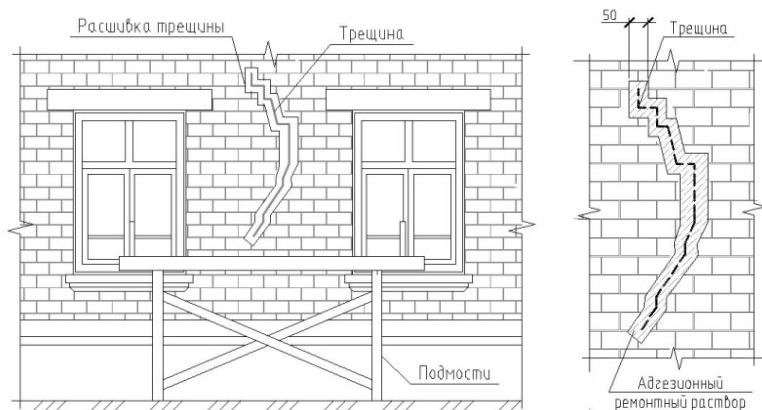 Расшивка трещины
Трещина
Подмости
50
Трещина
Адгезионный
ремонтный раствор